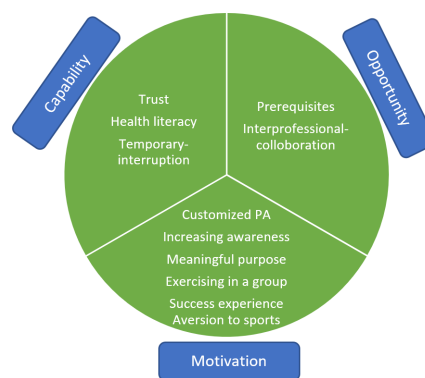 Capability
Opportunity
Trust
Health literacy
Temporary-
interruption
Prerequisites
Interprofessional-
colloboration
Customized PA
Increasing awareness
Meaningful purpose
Exercising in a group
Success experience
Aversion to sports
Motivation